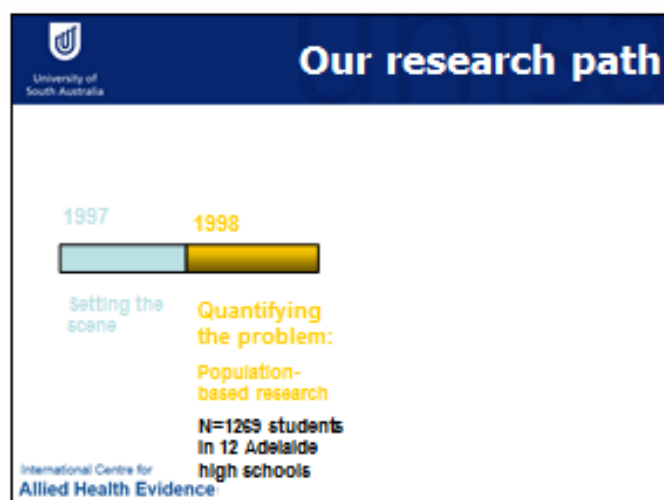 University of
South Australia
Our research path
1997
1998
Setting the
scene
Quantifying
the problem:
Population-
based research
N=1269 students
in 12 Adelaide
high schools
International Centre for
Allied Health Evidence